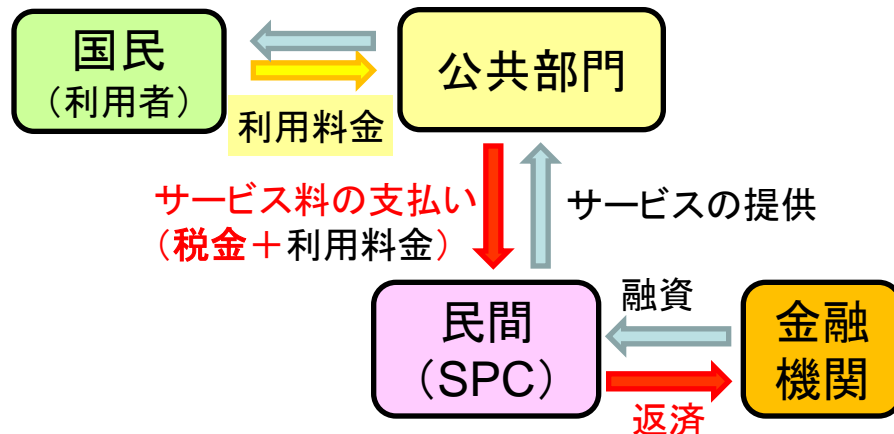 国民
（利用者）
公共部門
利用料金
サービス料の支払い
（税金＋利用料金）
サービスの提供
民間
（SPC）
融資
金融
機関
返済